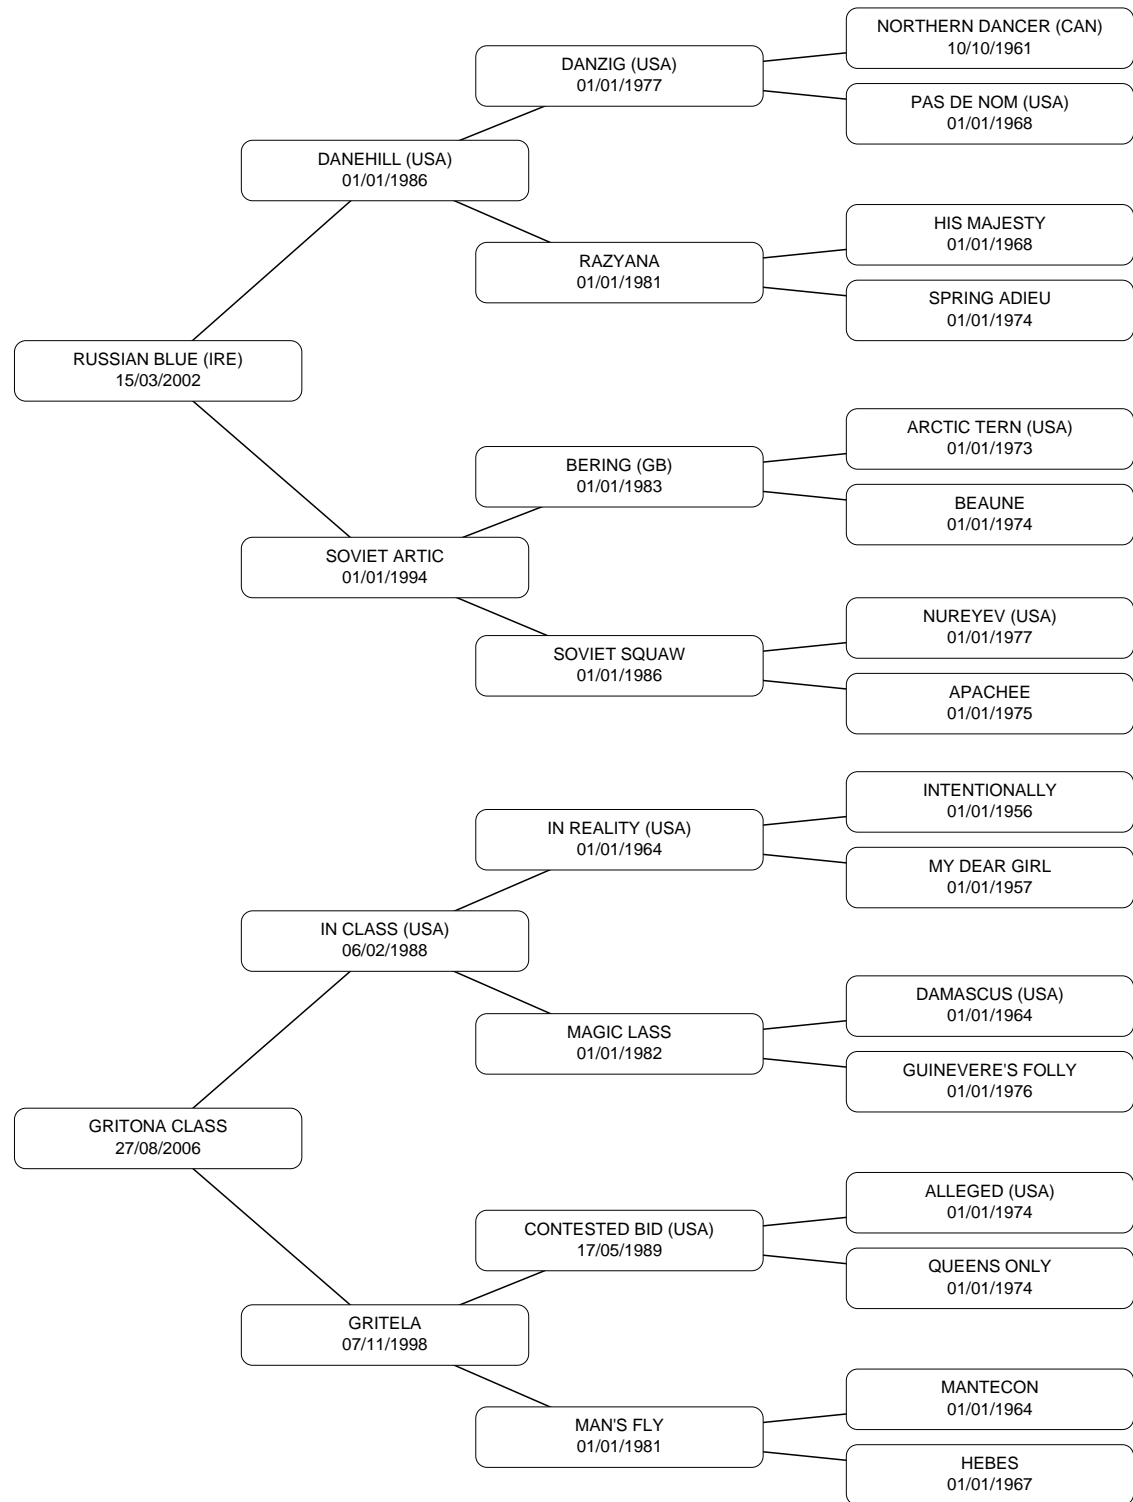 NORTHERN DANCER (CAN)
10/10/1961
DANZIG (USA)
01/01/1977
PAS DE NOM (USA)
01/01/1968
DANEHILL (USA)
01/01/1986
HIS MAJESTY
01/01/1968
RAZYANA
01/01/1981
SPRING ADIEU
01/01/1974
RUSSIAN BLUE (IRE)
15/03/2002
ARCTIC TERN (USA)
01/01/1973
BERING (GB)
01/01/1983
BEAUNE
01/01/1974
SOVIET ARTIC
01/01/1994
NUREYEV (USA)
01/01/1977
SOVIET SQUAW
01/01/1986
APACHEE
01/01/1975
INTENTIONALLY
01/01/1956
IN REALITY (USA)
01/01/1964
MY DEAR GIRL
01/01/1957
IN CLASS (USA)
06/02/1988
DAMASCUS (USA)
01/01/1964
MAGIC LASS
01/01/1982
GUINEVERE'S FOLLY
01/01/1976
GRITONA CLASS
27/08/2006
ALLEGED (USA)
01/01/1974
CONTESTED BID (USA)
17/05/1989
QUEENS ONLY
01/01/1974
GRITELA
07/11/1998
MANTECON
01/01/1964
MAN'S FLY
01/01/1981
HEBES
01/01/1967